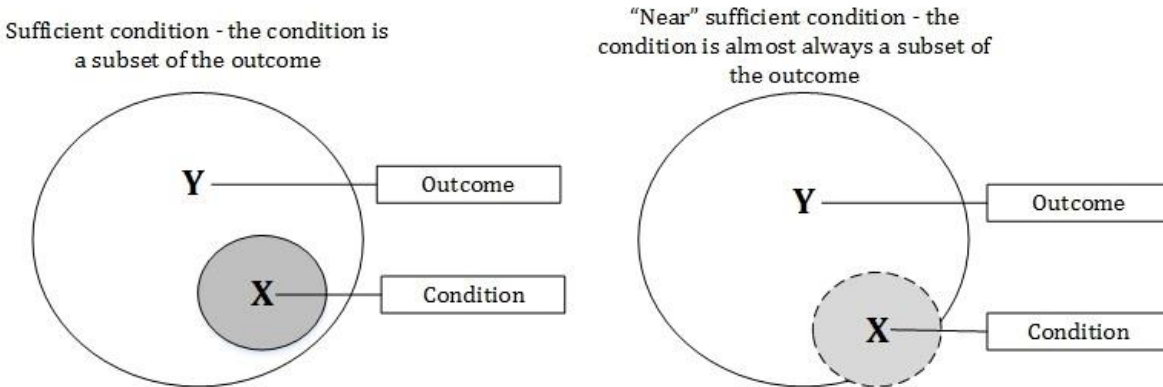 Sufficient condition - the condition is
a subset of the outcome
Y
Outcome
X
Condition
“Near” sufficient condition - the
condition is almost always a subset of
the outcome
Y
Outcome
X
Condition